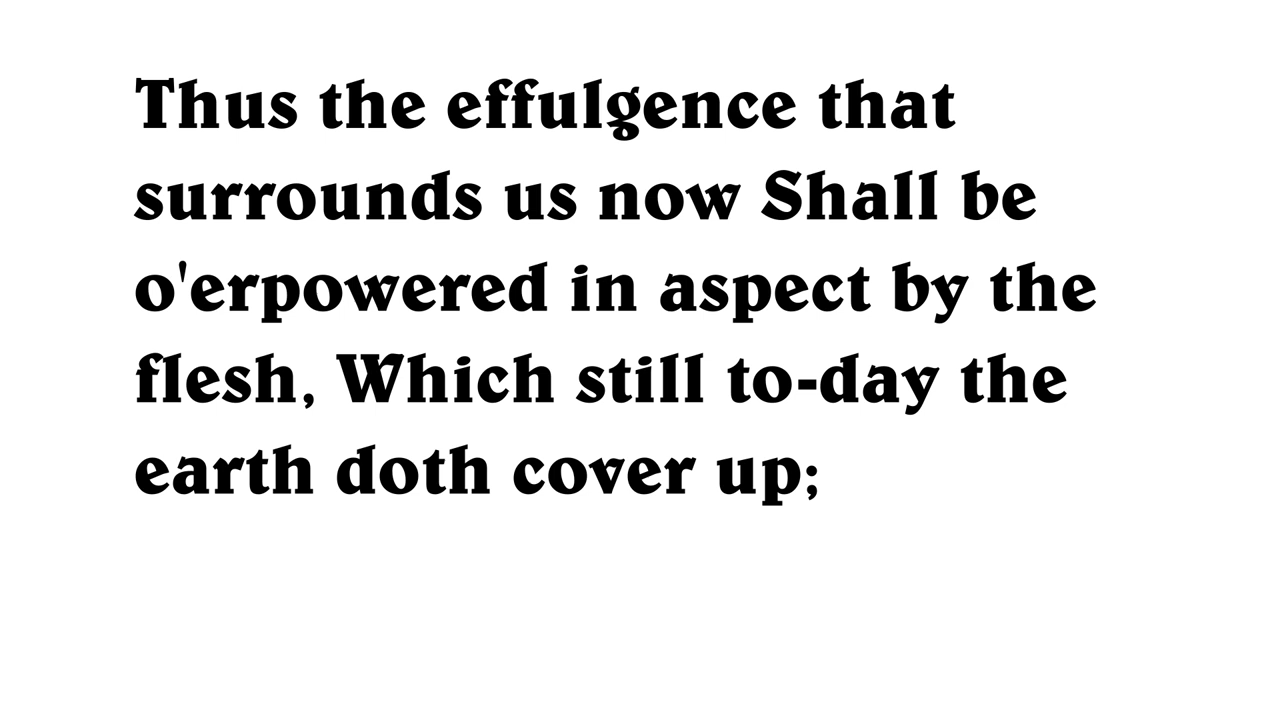 Thus the effulgence that
surrounds us now Shall be
o'erpowered in aspect by the
flesh, Which still to-day the
earth doth cover up;